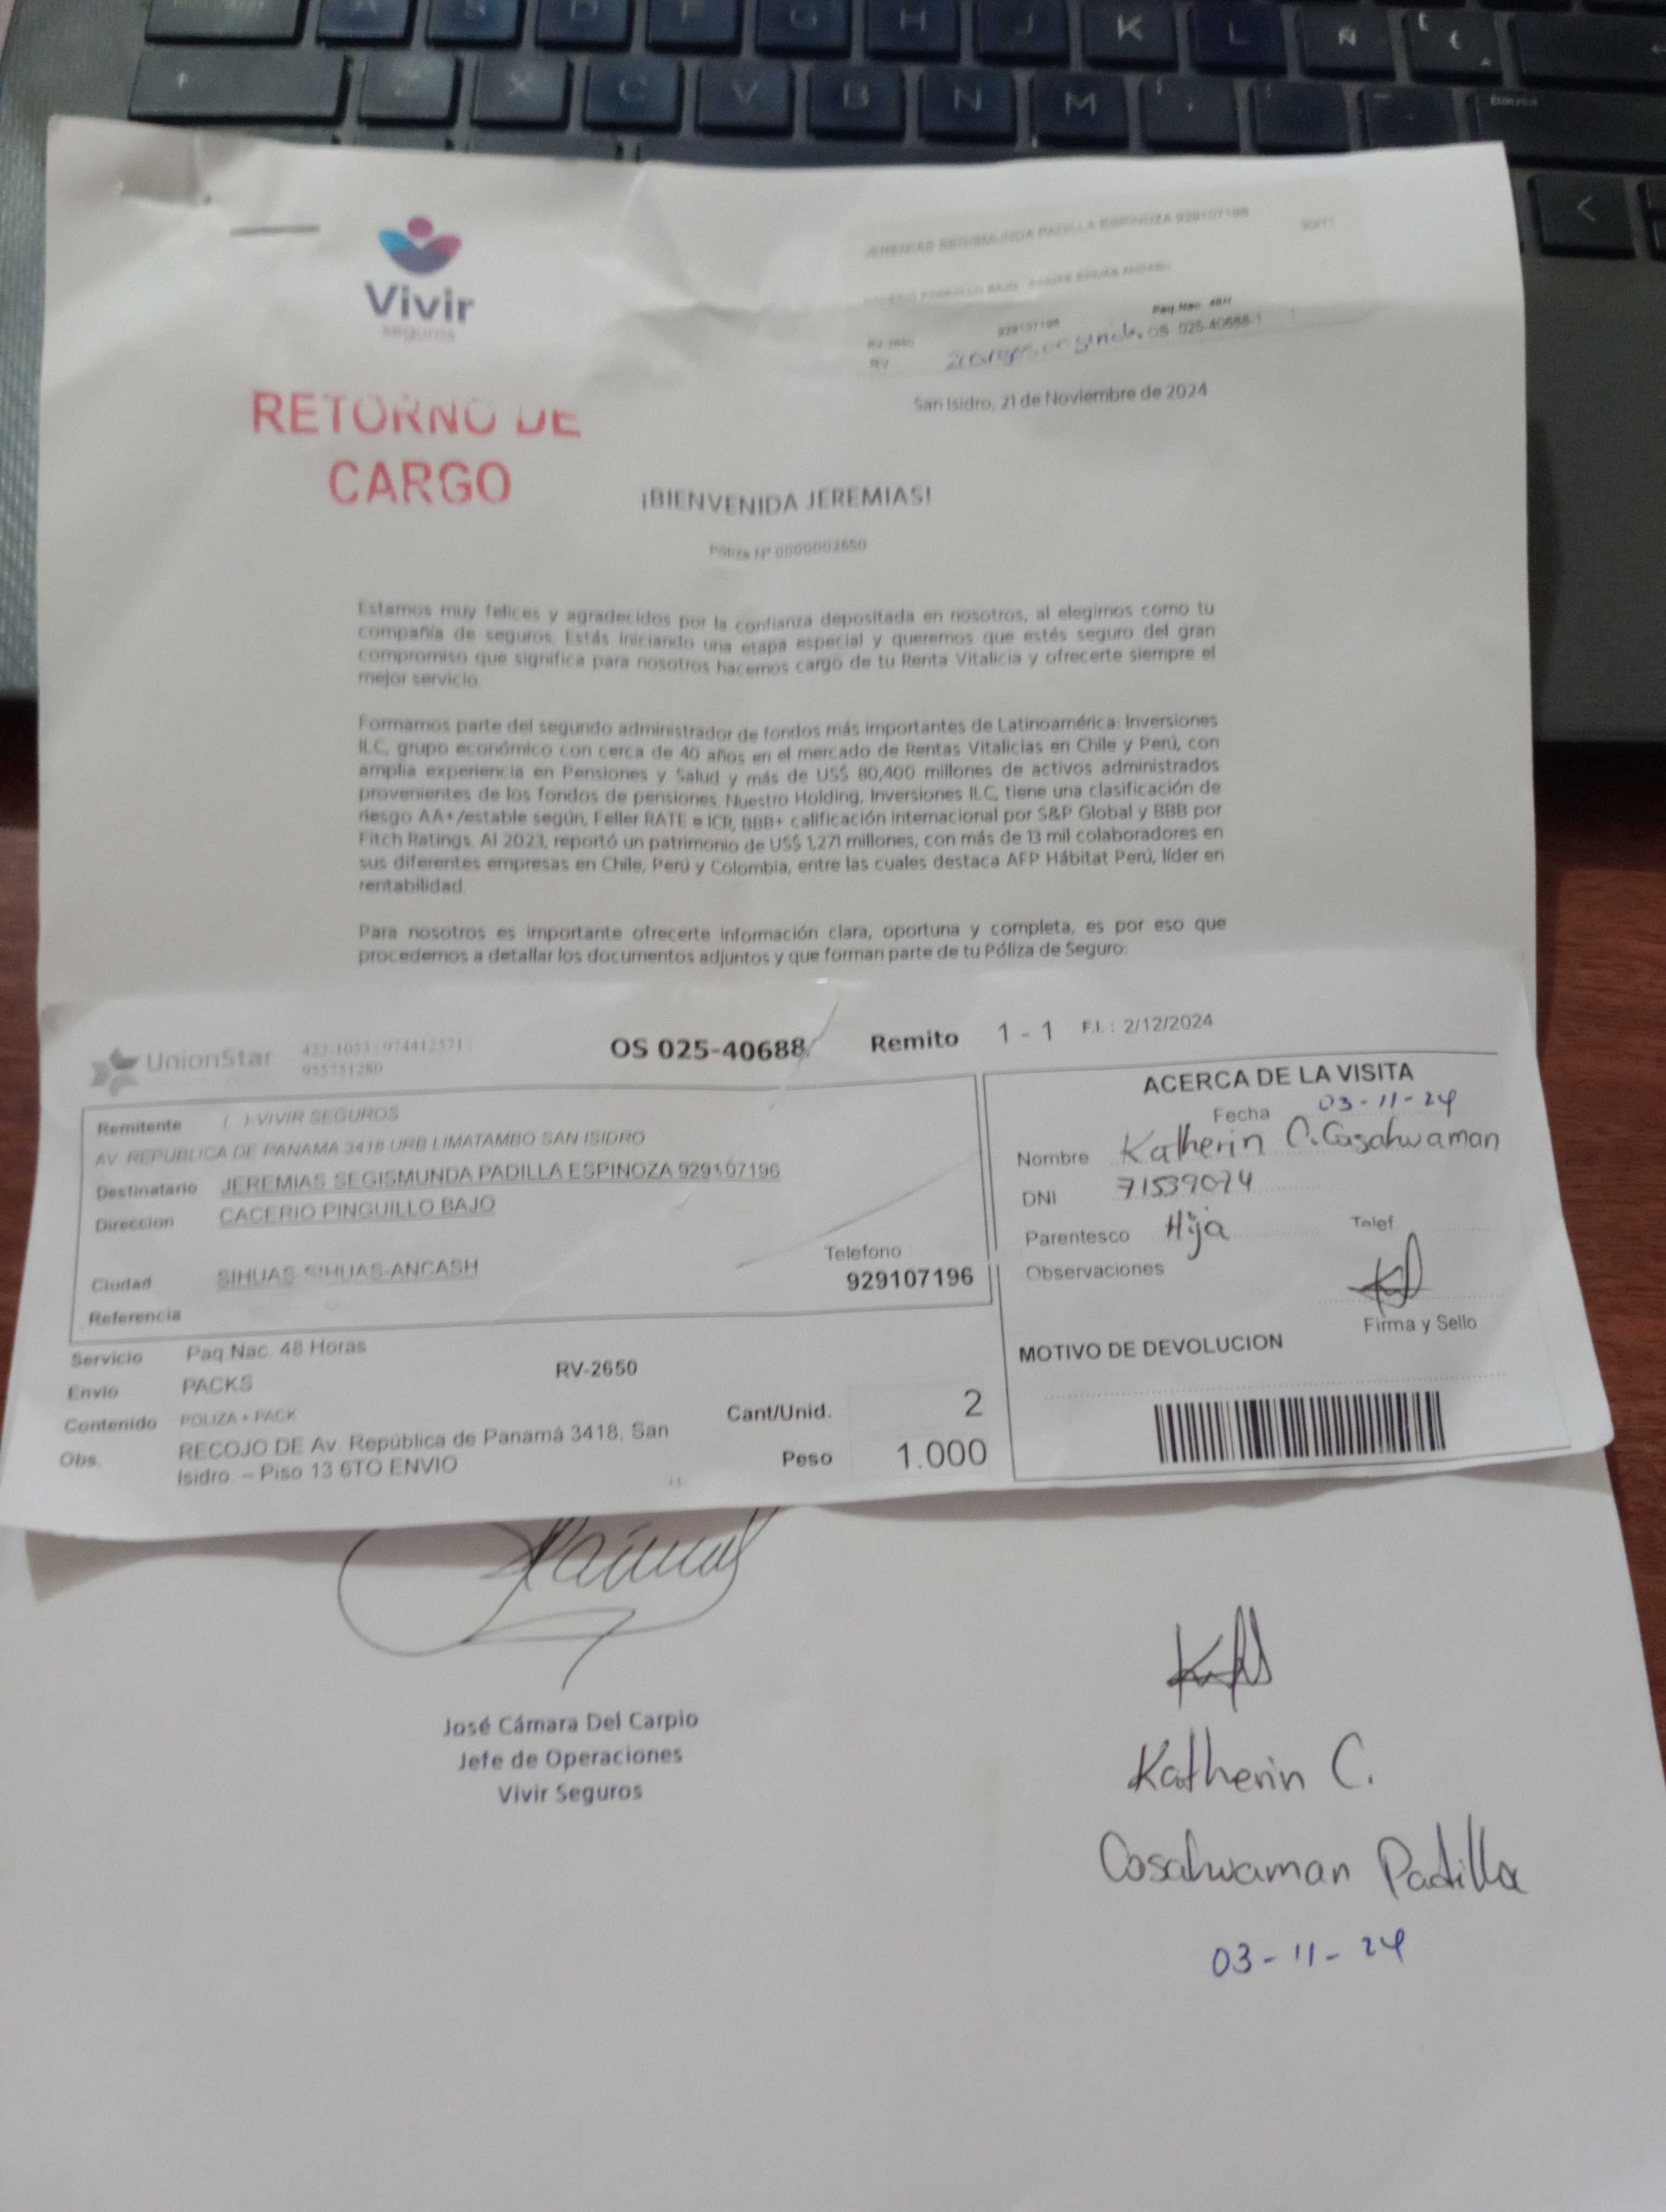 Vivir
seguros
JEREMIAS SEGISMUNDA PADILLA ESPINOZA 929107196
30/11
Paq Nac. 48H
929107196
OS 025-40688-1 1
RV
San Isidro, 21 de Noviembre de 2024
RETORNO DE
CARGO
¡BIENVENIDA JEREMIAS!
Póliza Nº 0000002650
Estamos muy felices y agradecidos por la confianza depositada en nosotros, al elegirnos como tu
compañía de seguros. Estás iniciando una etapa especial y queremos que estés seguro del gran
compromiso que significa para nosotros hacernos cargo de tu Renta Vitalicia y ofrecerte siempre el
mejor servicio.
Formamos parte del segundo administrador de fondos más importantes de Latinoamérica: Inversiones
ILC, grupo económico con cerca de 40 años en el mercado de Rentas Vitalicias en Chile y Perú, con
amplia experiencia en Pensiones y Salud y más de US$ 80,400 millones de activos administrados
provenientes de los fondos de pensiones. Nuestro Holding, Inversiones ILC, tiene una clasificación de
riesgo AA+/estable según, Feller RATE e ICR, BBB+ calificación internacional por S&P Global y BBB por
Fitch Ratings. Al 2023, reportó un patrimonio de US$ 1,271 millones, con más de 13 mil colaboradores en
sus diferentes empresas en Chile, Perú y Colombia, entre las cuales destaca AFP Hábitat Perú, líder en
rentabilidad.
Para nosotros es importante ofrecerte información clara, oportuna y completa, es por eso que
procedemos a detallar los documentos adjuntos y que forman parte de tu Póliza de Seguro:
UnionStar
OS 025-40688
Remito 1 - 1 F.I. : 2/12/2024
Remitente ( ) VIVIR SEGUROS
AV. REPUBLICA DE PANAMA 3418 URB LIMATAMBO SAN ISIDRO
Destinatario JEREMIAS SEGISMUNDA PADILLA ESPINOZA 929107196
Direccion CACERIO PINGUILLO BAJO
Ciudad SIHUAS-SIHUAS-ANCASH
Telefono
929107196
Referencia
Servicio Paq.Nac. 48 Horas
Envio PACKS
RV-2650
Contenido POLIZA + PACK
Cant/Unid. 2
Obs. RECOJO DE Av. República de Panamá 3418, San
Isidro. – Piso 13 6TO ENVIO
Peso 1.000
ACERCA DE LA VISITA
Fecha 03-11-24
Nombre Katherin C. Casahuaman
DNI 71539074
Parentesco Hija Telef
Observaciones
Firma y Sello
MOTIVO DE DEVOLUCION
José Cámara Del Carpio
Jefe de Operaciones
Vivir Seguros
Katherin C.
Casahuaman Padilla
03-11-24